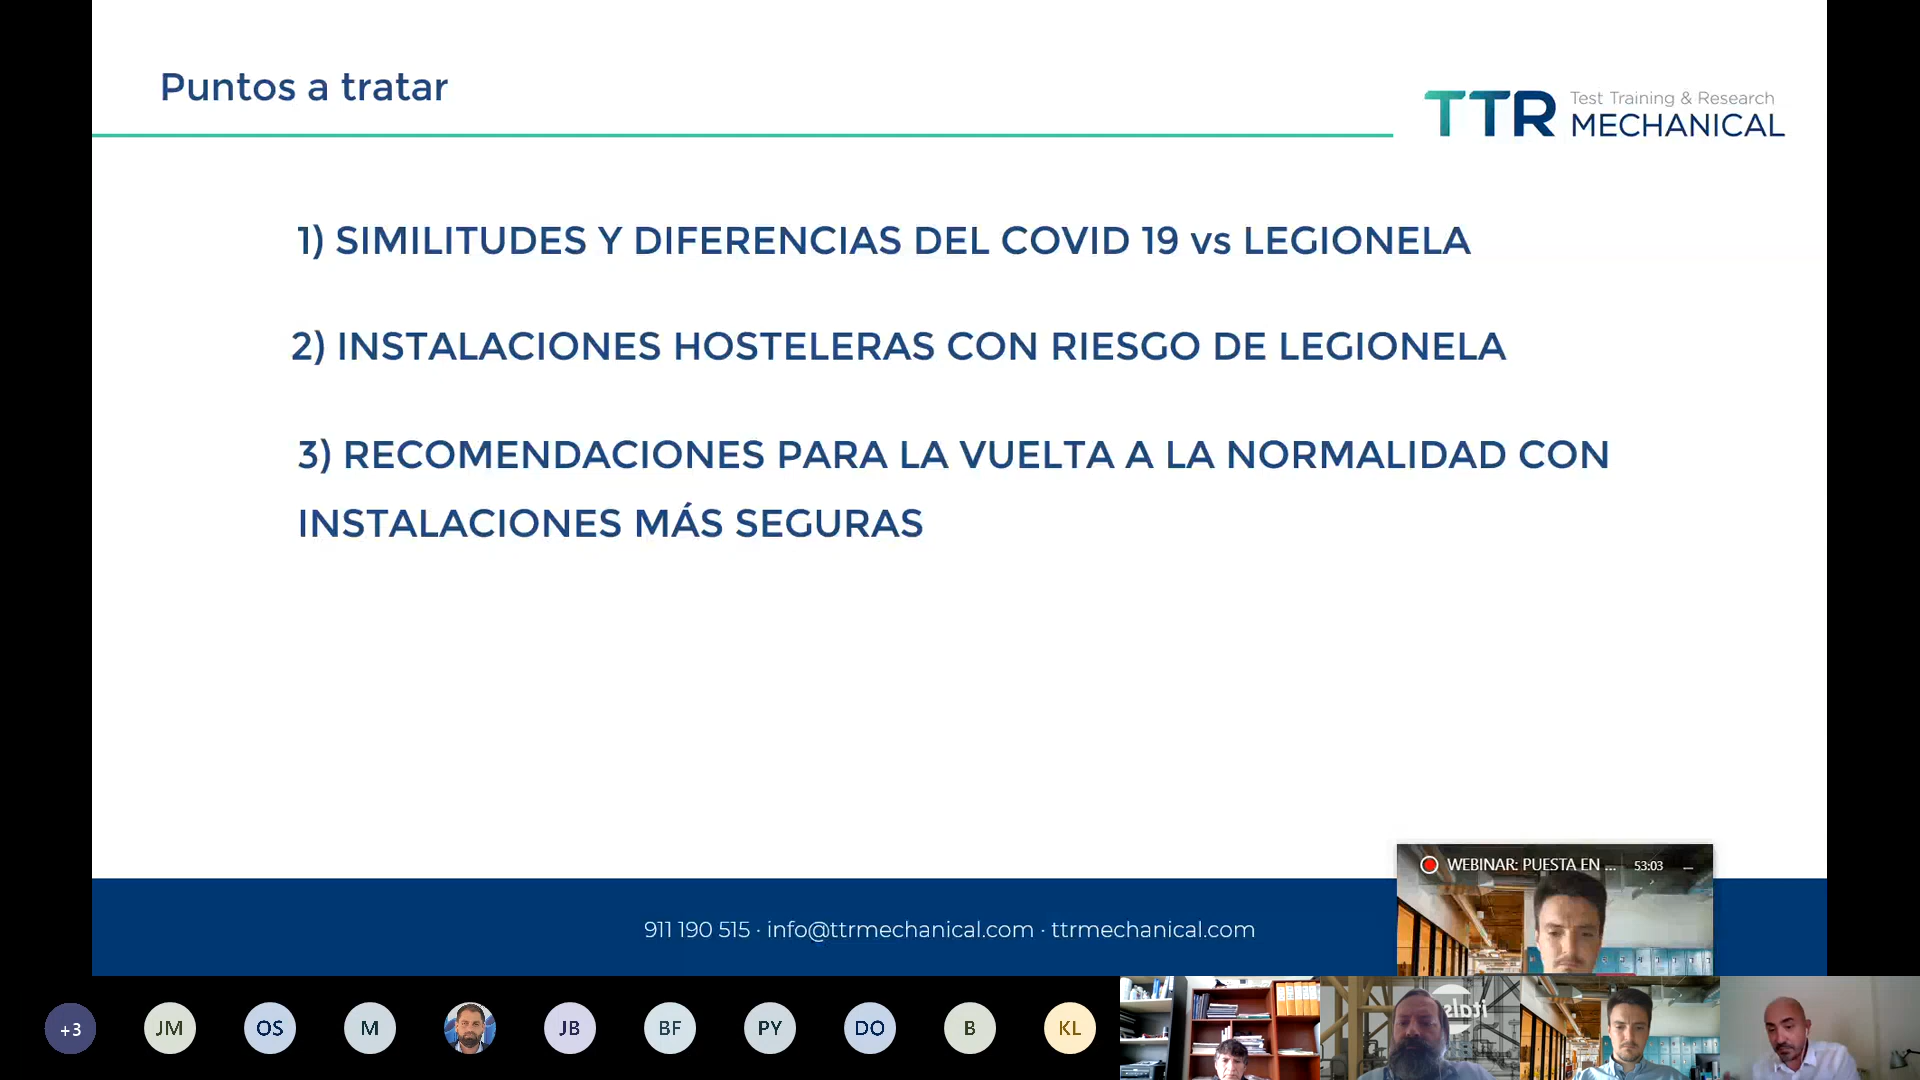 Puntos a tratar
TTR Test Training & Research
MECHANICAL
1) SIMILITUDES Y DIFERENCIAS DEL COVID 19 vs LEGIONELA
2) INSTALACIONES HOSTELERAS CON RIESGO DE LEGIONELA
3) RECOMENDACIONES PARA LA VUELTA A LA NORMALIDAD CON
INSTALACIONES MÁS SEGURAS
WEBINAR: PUESTA EN ... 53:03
911 190 515 · info@ttrmechanical.com · ttrmechanical.com
+3 JM OS M JB BF PY DO B KL